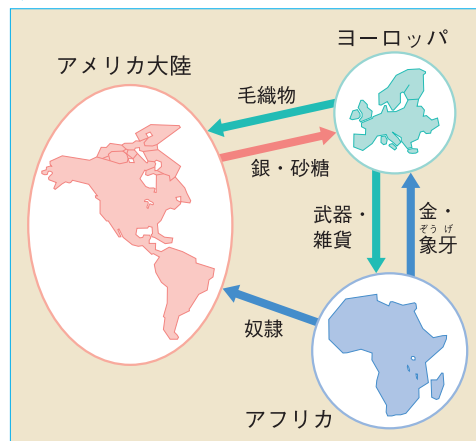 ヨーロッパ
アメリカ大陸
毛織物
銀・砂糖
武器・
雑貨
金・
ぞうげ
象牙
奴隷
アフリカ